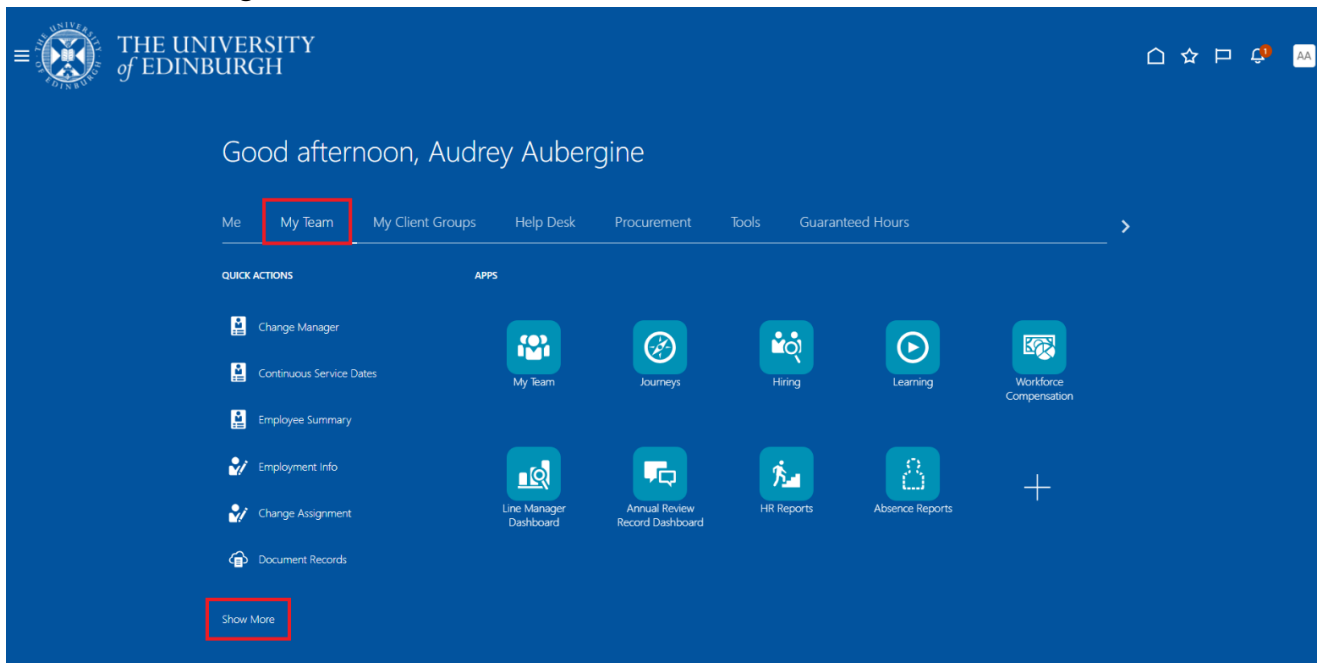 THE UNIVERSITY
of EDINBURGH
AA
Good afternoon, Audrey Aubergine
Me My Team My Client Groups Help Desk Procurement Tools Guaranteed Hours
QUICK ACTIONS
APPS
Change Manager
Continuous Service Dates
Employee Summary
Employment Info
Change Assignment
Document Records
Show More
My Team
Journeys
Hiring
Learning
Workforce
Compensation
Line Manager
Dashboard
Annual Review
Record Dashboard
HR Reports
Absence Reports